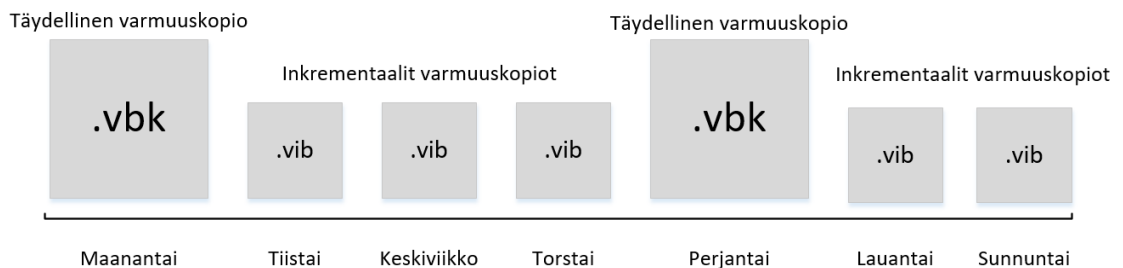 Täydellinen varmuuskopio
Täydellinen varmuuskopio
Inkrementaalit varmuuskopiot
Inkrementaalit varmuuskopiot
.vbk
.vib
.vib
.vib
.vbk
.vib
.vib
Maanantai
Tiistai
Keskiviikko
Torstai
Perjantai
Lauantai
Sunnuntai